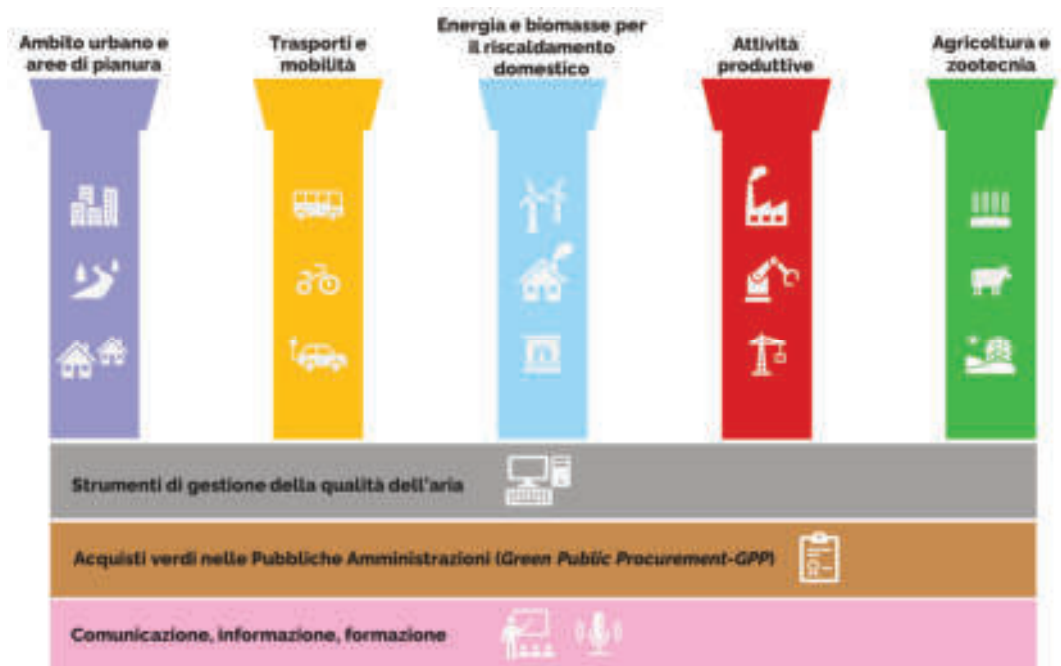 Ambito urbano e
aree di pianura
Trasporti e
mobilità
Energia e biomasse per
il riscaldamento
domestico
Attività
produttive
Agricoltura e
zootecnia
Strumenti di gestione della qualità dell'aria
Acquisti verdi nelle Pubbliche Amministrazioni (Green Public Procurement-GPP)
Comunicazione, informazione, formazione